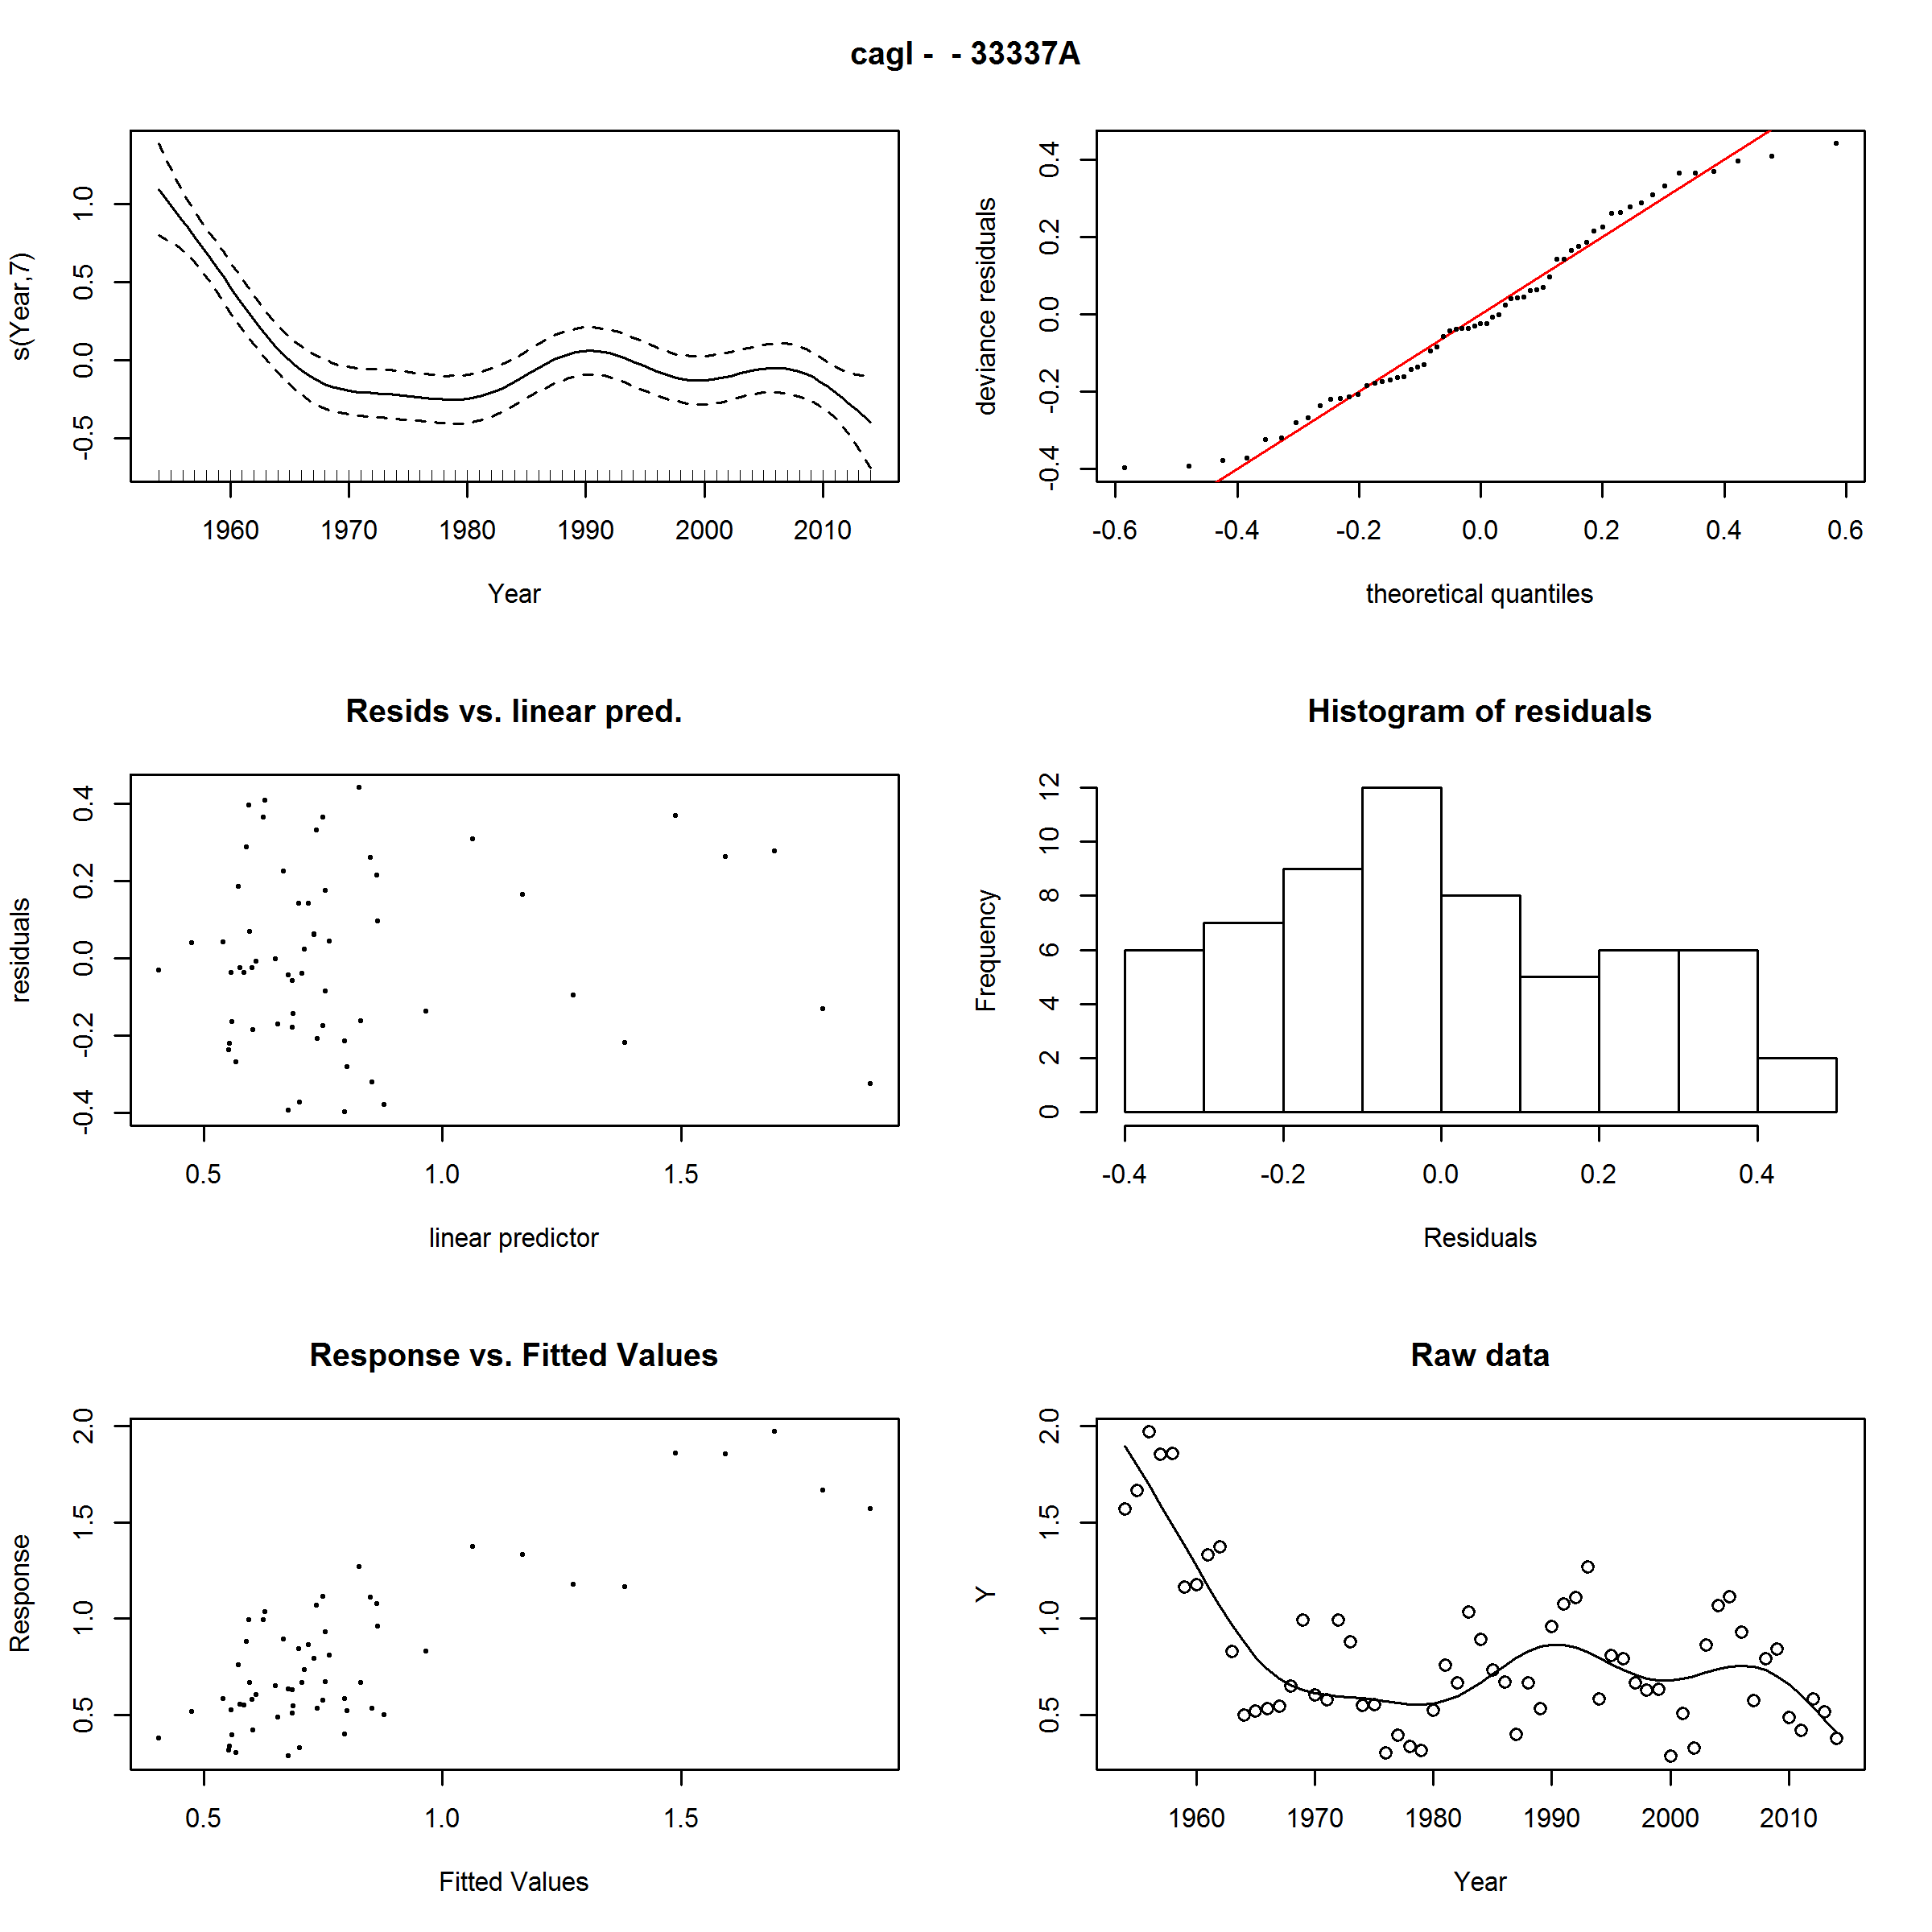 cagl -  - 33337A
s(Year,7)
-0.5 0.0 0.5 1.0
1960 1970 1980 1990 2000 2010
Year
deviance residuals
-0.4 -0.2 0.0 0.2 0.4
-0.6 -0.4 -0.2 0.0 0.2 0.4 0.6
theoretical quantiles
Resids vs. linear pred.
residuals
-0.4 -0.2 0.0 0.2 0.4
0.5 1.0 1.5
linear predictor
Histogram of residuals
Frequency
0 2 4 6 8 10 12
-0.4 -0.2 0.0 0.2 0.4
Residuals
Response vs. Fitted Values
Response
0.5 1.0 1.5 2.0
0.5 1.0 1.5
Fitted Values
Raw data
Y
0.5 1.0 1.5 2.0
1960 1970 1980 1990 2000 2010
Year